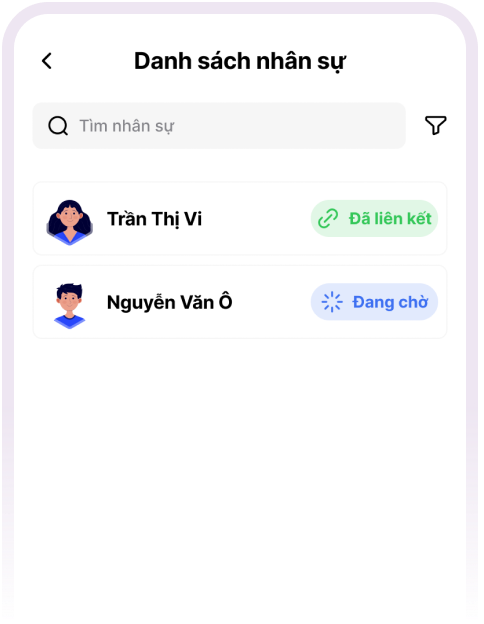 Danh sách nhân sự
Tìm nhân sự
Trần Thị Vi
Đã liên kết
Nguyễn Văn Ô
Đang chờ